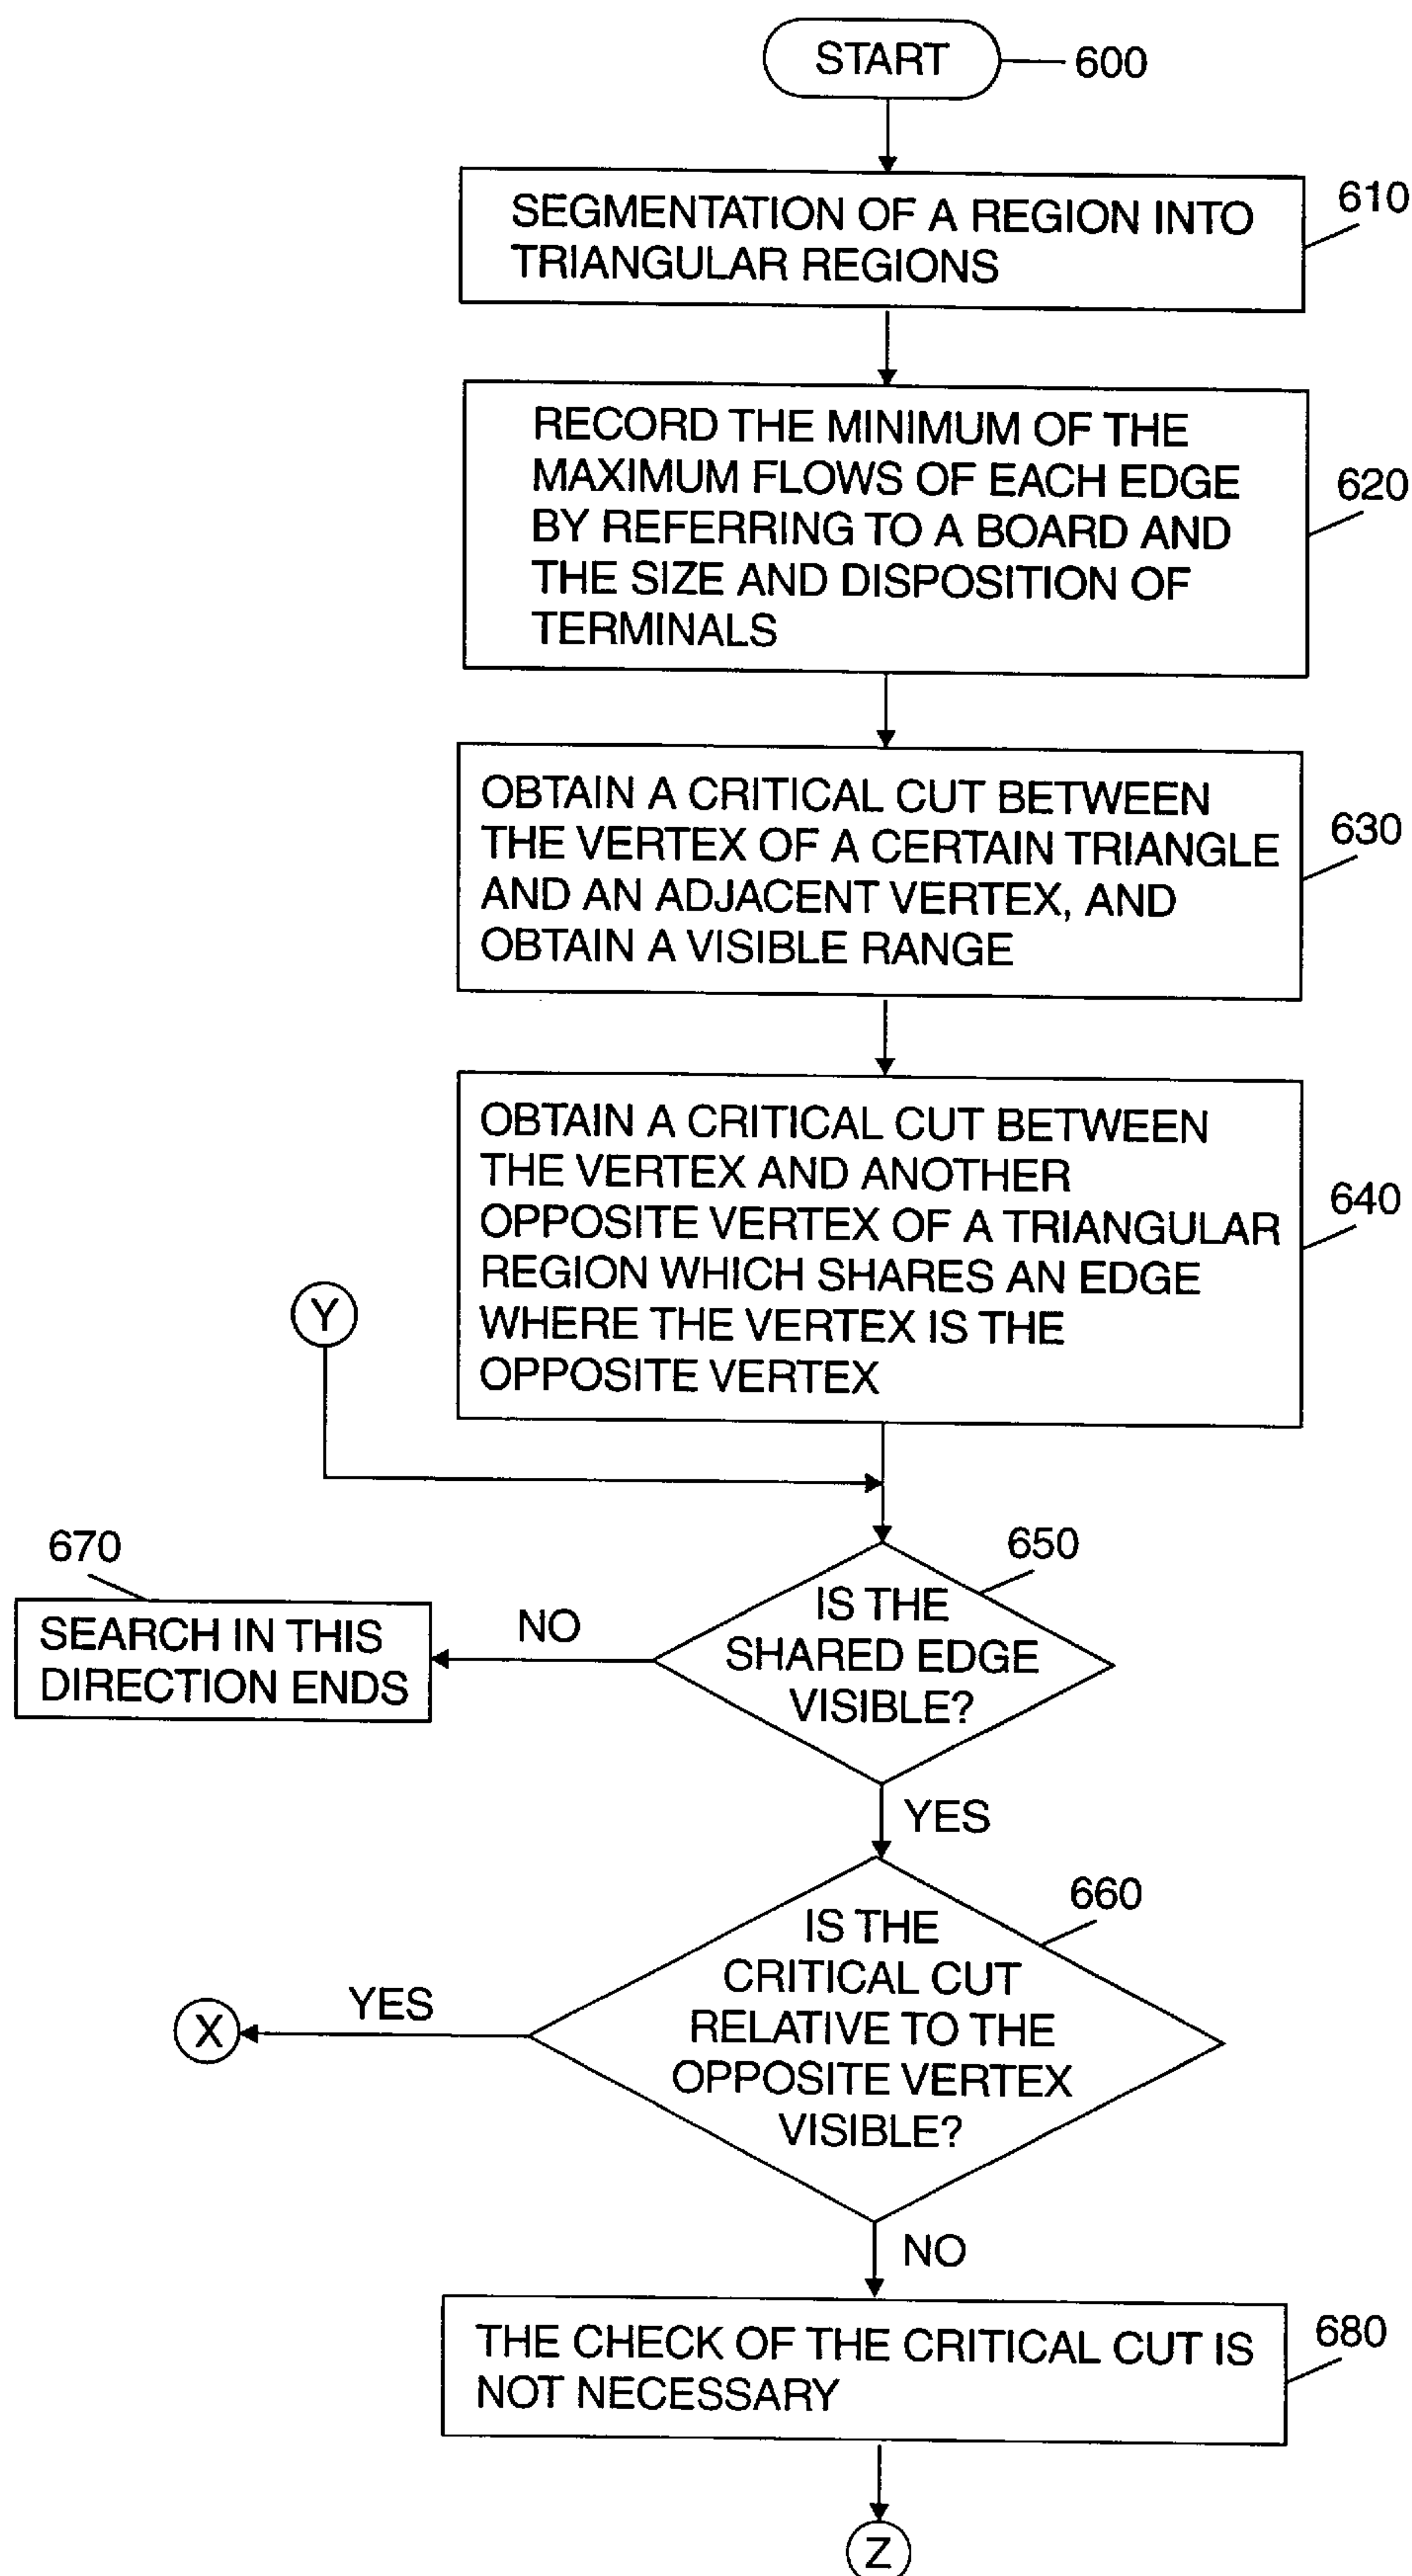 START
600
SEGMENTATION OF A REGION INTO
TRIANGULAR REGIONS
610
RECORD THE MINIMUM OF THE
MAXIMUM FLOWS OF EACH EDGE
BY REFERRING TO A BOARD AND
THE SIZE AND DISPOSITION OF
TERMINALS
620
OBTAIN A CRITICAL CUT BETWEEN
THE VERTEX OF A CERTAIN TRIANGLE
AND AN ADJACENT VERTEX, AND
OBTAIN A VISIBLE RANGE
630
OBTAIN A CRITICAL CUT BETWEEN
THE VERTEX AND ANOTHER
OPPOSITE VERTEX OF A TRIANGULAR
REGION WHICH SHARES AN EDGE
WHERE THE VERTEX IS THE
OPPOSITE VERTEX
640
Y
650
IS THE
SHARED EDGE
VISIBLE?
NO
670
SEARCH IN THIS
DIRECTION ENDS
YES
660
IS THE
CRITICAL CUT
RELATIVE TO THE
OPPOSITE VERTEX
VISIBLE?
YES
X
NO
THE CHECK OF THE CRITICAL CUT IS
NOT NECESSARY
680
Z